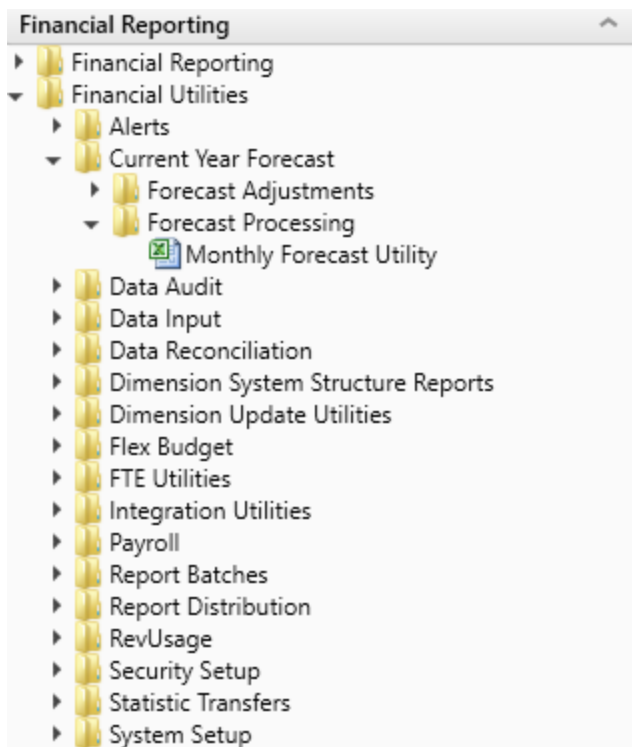 Financial Reporting
Financial Reporting
Financial Utilities
Alerts
Current Year Forecast
Forecast Adjustments
Forecast Processing
Monthly Forecast Utility
Data Audit
Data Input
Data Reconciliation
Dimension System Structure Reports
Dimension Update Utilities
Flex Budget
FTE Utilities
Integration Utilities
Payroll
Report Batches
Report Distribution
RevUsage
Security Setup
Statistic Transfers
System Setup